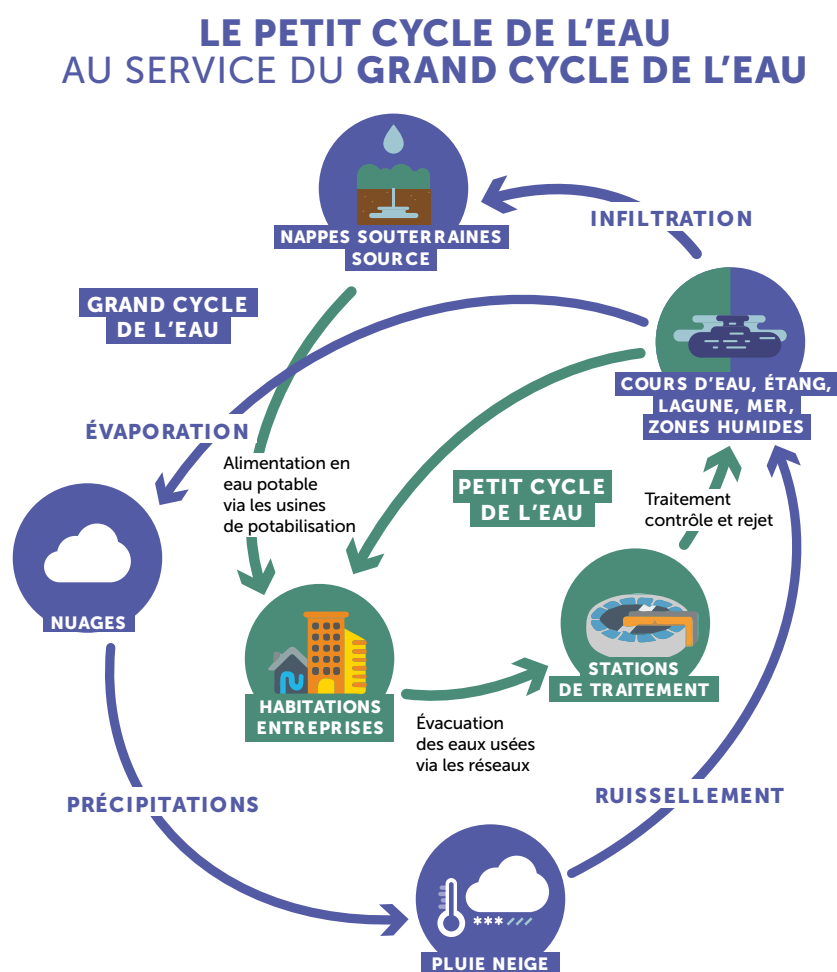 LE PETIT CYCLE DE L'EAU
AU SERVICE DU GRAND CYCLE DE L'EAU
INFILTRATION
NAPPES SOUTERRAINES
SOURCE
GRAND CYCLE
DE L'EAU
COURS D'EAU, ÉTANG,
LAGUNE, MER,
ZONES HUMIDES
ÉVAPORATION
Alimentation en
eau potable
via les usines
de potabilisation
PETIT CYCLE
DE L'EAU
Traitement
contrôle et rejet
NUAGES
STATIONS
DE TRAITEMENT
HABITATIONS
ENTREPRISES
Évacuation
des eaux usées
via les réseaux
PRÉCIPITATIONS
RUISSELLEMENT
PLUIE NEIGE